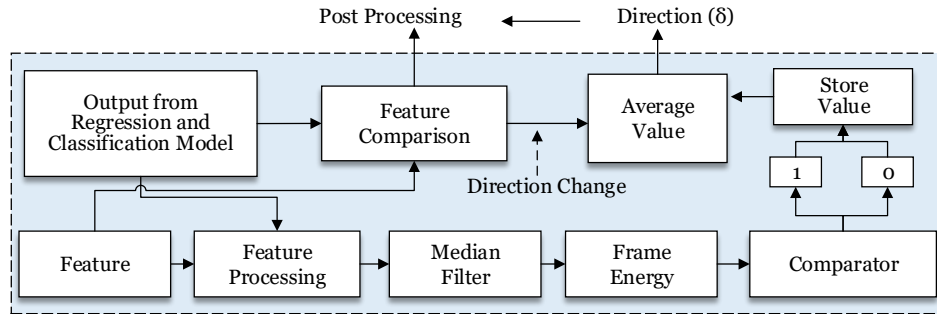 Post Processing
Direction (δ)
Output from
Regression and
Classification Model
Feature
Comparison
Average
Value
Store
Value
1
0
Direction Change
Feature
Feature
Processing
Median
Filter
Frame
Energy
Comparator